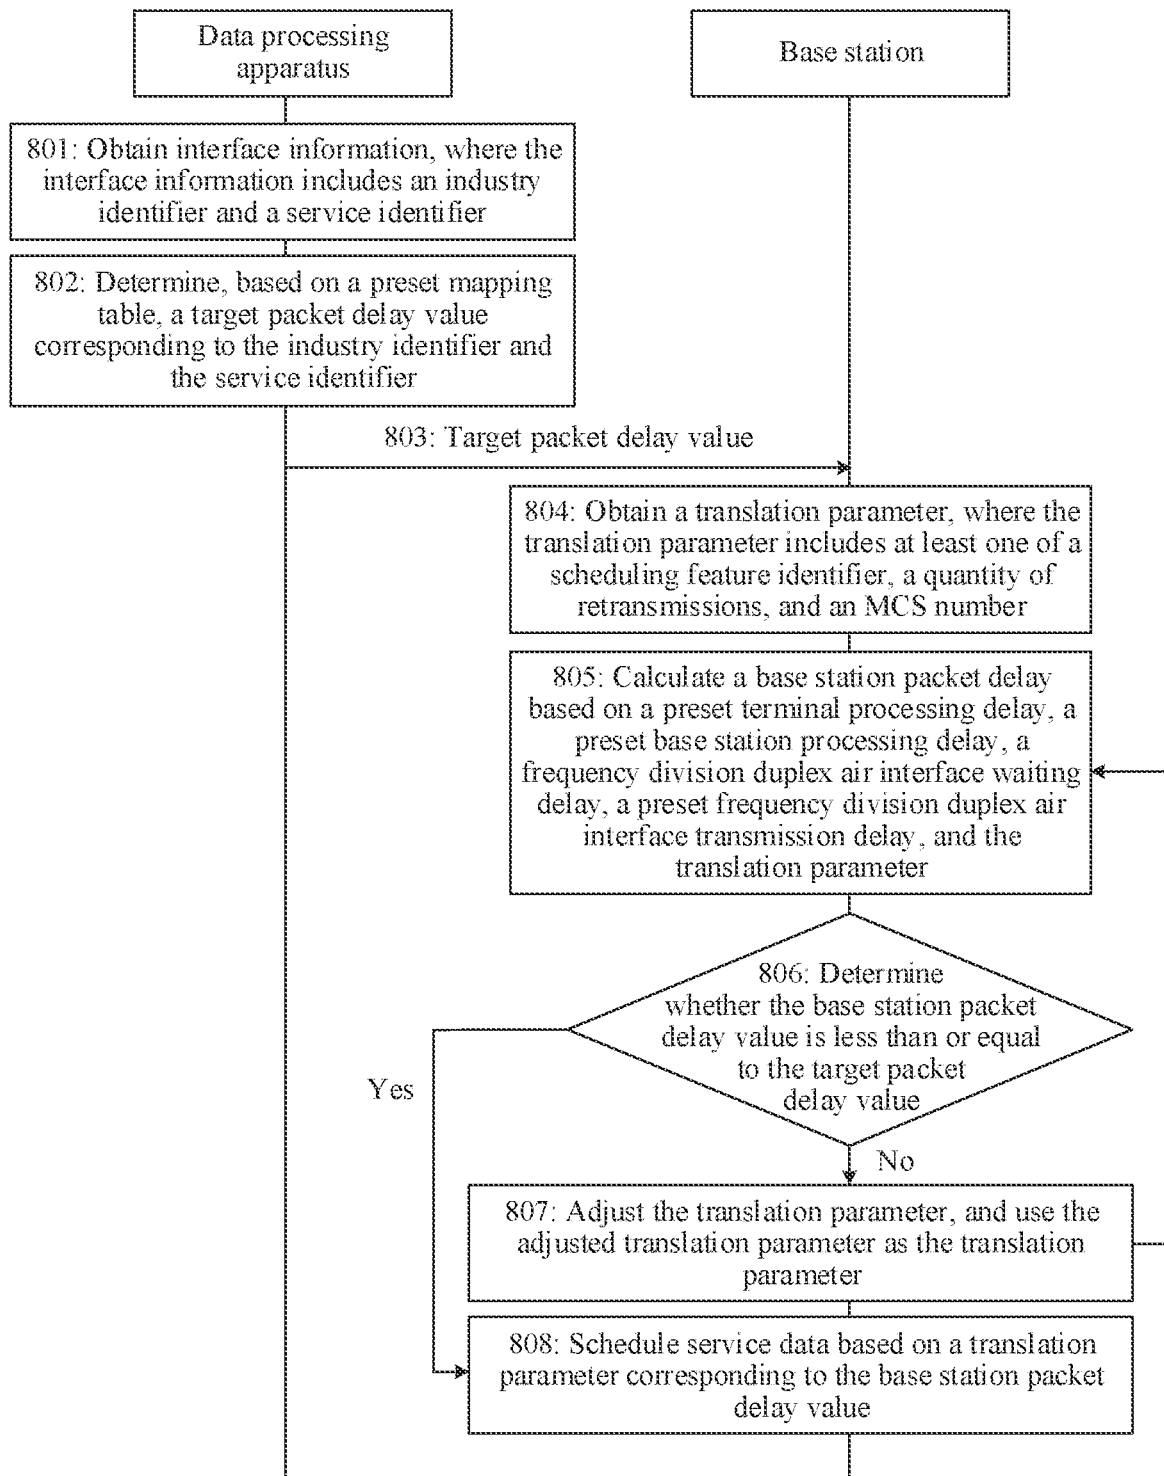 Data processing
apparatus
Base station
801: Obtain interface information, where the
interface information includes an industry
identifier and a service identifier
802: Determine, based on a preset mapping
table, a target packet delay value
corresponding to the industry identifier and
the service identifier
803: Target packet delay value
804: Obtain a translation parameter, where the
translation parameter includes at least one of a
scheduling feature identifier, a quantity of
retransmissions, and an MCS number
805: Calculate a base station packet delay
based on a preset terminal processing delay, a
preset base station processing delay, a
frequency division duplex air interface waiting
delay, a preset frequency division duplex air
interface transmission delay, and the
translation parameter
806: Determine
whether the base station packet
delay value is less than or equal
to the target packet
delay value
Yes
No
807: Adjust the translation parameter, and use the
adjusted translation parameter as the translation
parameter
808: Schedule service data based on a translation
parameter corresponding to the base station packet
delay value